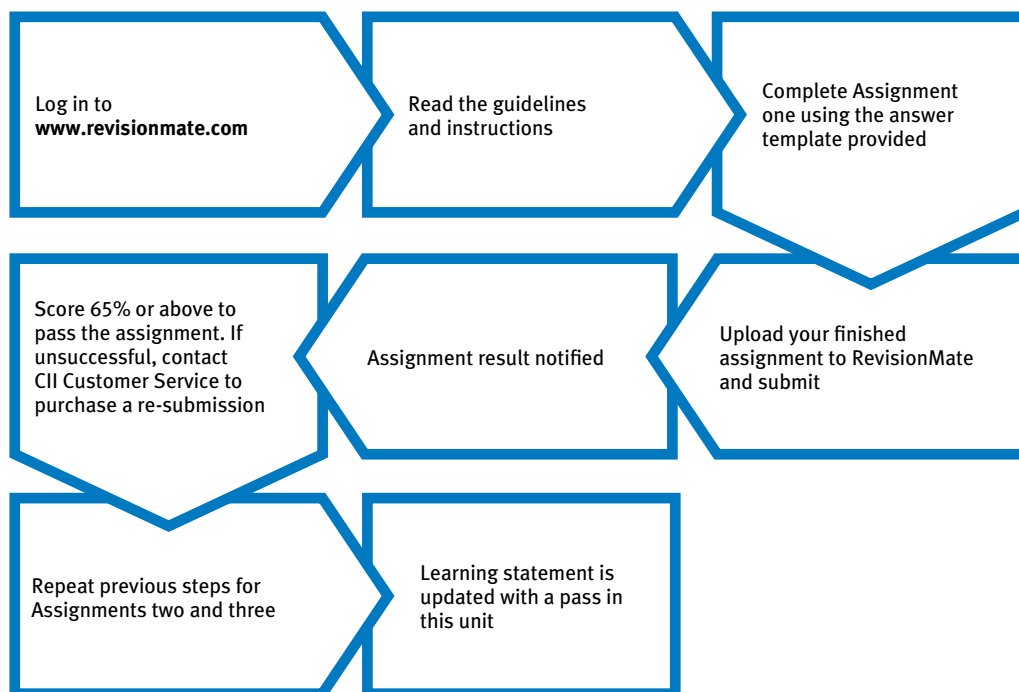 Log in to
www.revisionmate.com
Read the guidelines
and instructions
Complete Assignment
one using the answer
template provided
Upload your finished
assignment to RevisionMate
and submit
Assignment result notified
Score 65% or above to
pass the assignment. If
unsuccessful, contact
CII Customer Service to
purchase a re-submission
Repeat previous steps for
Assignments two and three
Learning statement is
updated with a pass in
this unit